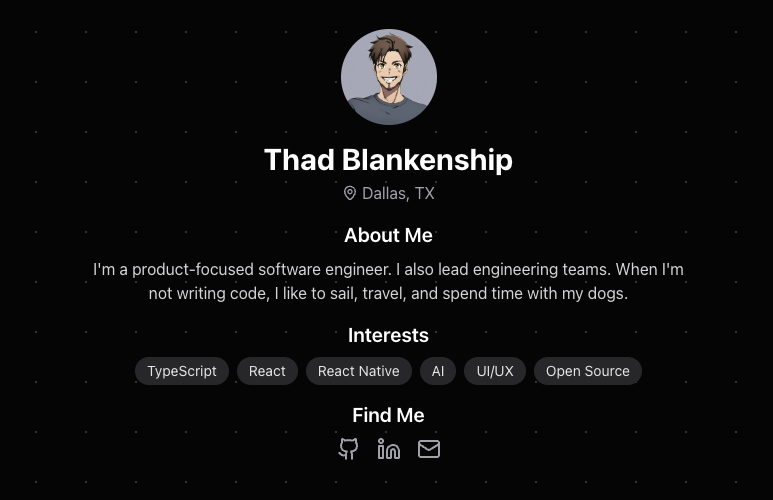 Thad Blankenship
Dallas, TX
About Me
I'm a product-focused software engineer. I also lead engineering teams. When I'm
not writing code, I like to sail, travel, and spend time with my dogs.
Interests
TypeScript React React Native AI UI/UX Open Source
Find Me